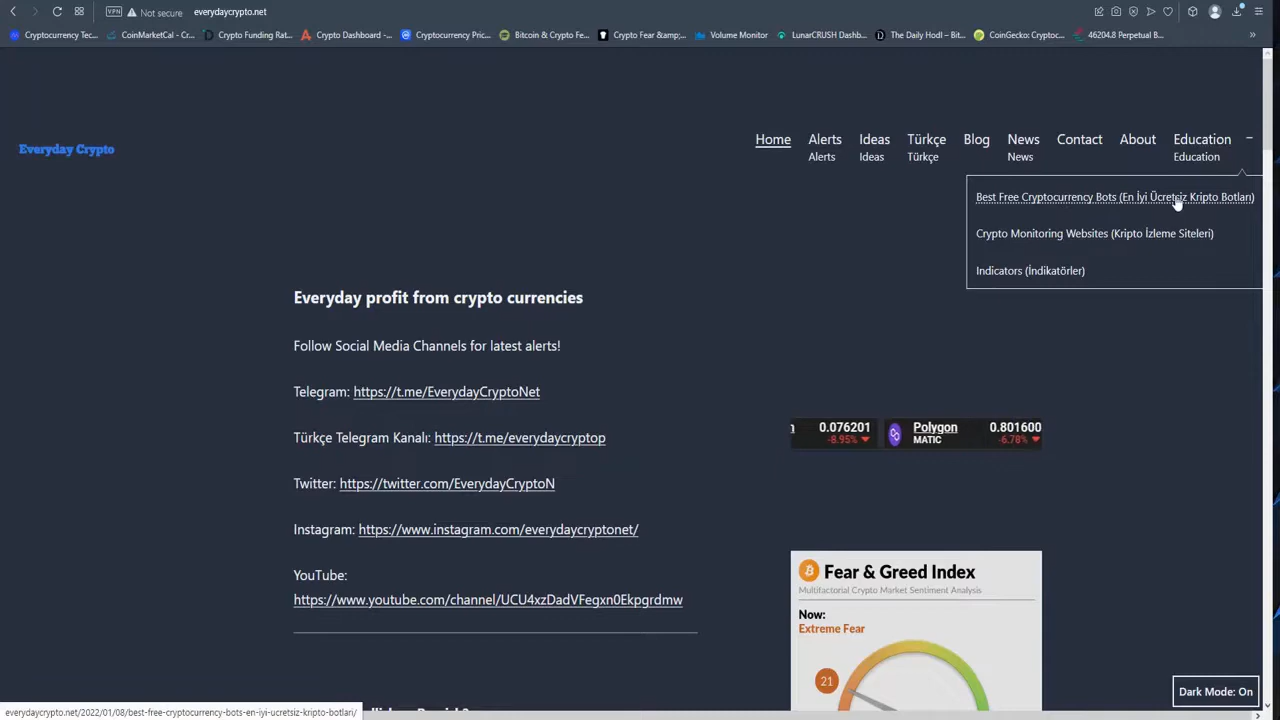 VPN Not secure everydaycrypto.net
Cryptocurrency Tec... CoinMarketCal - Cr... Crypto Funding Rat... Crypto Dashboard -... Cryptocurrency Pric... Bitcoin & Crypto Fe... Crypto Fear &amp;... Volume Monitor LunarCRUSH Dashb... The Daily Hodl – Bit... CoinGecko: Cryptoc... 46204.8 Perpetual B...
Everyday Crypto
Home Alerts Ideas Türkçe Blog News Contact About Education
Alerts Ideas Türkçe News Education
Best Free Cryptocurrency Bots (En İyi Ücretsiz Kripto Botları)
Crypto Monitoring Websites (Kripto İzleme Siteleri)
Indicators (İndikatörler)
Everyday profit from crypto currencies
Follow Social Media Channels for latest alerts!
Telegram: https://t.me/EverydayCryptoNet
Türkçe Telegram Kanalı: https://t.me/everydaycryptop
Twitter: https://twitter.com/EverydayCryptoN
Instagram: https://www.instagram.com/everydaycryptonet/
YouTube:
https://www.youtube.com/channel/UCU4xzDadVFegxn0Ekpgrdmw
0.076201 Polygon 0.801600
-8.95% MATIC -6.78%
Fear & Greed Index
Multifactorial Crypto Market Sentiment Analysis
Now:
Extreme Fear
21
Dark Mode: On
everydaycrypto.net/2022/01/08/best-free-cryptocurrency-bots-en-iyi-ucretsiz-kripto-botlari/